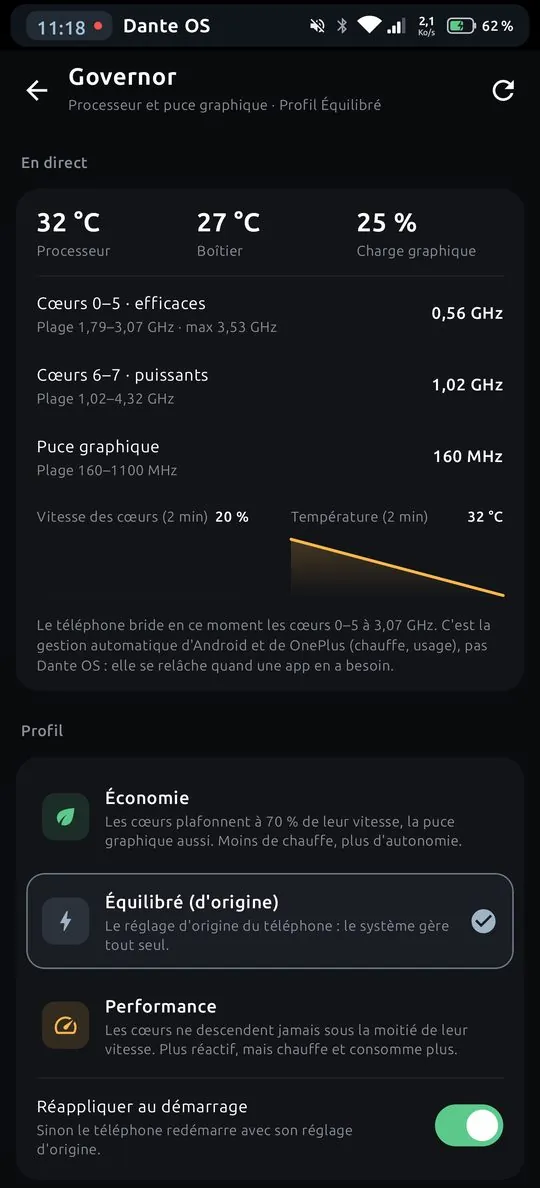 11:18 Dante OS 2,1 Ko/s 62 %
Governor
Processeur et puce graphique · Profil Équilibré
En direct
32 °C 27 °C 25 %
Processeur Boîtier Charge graphique
Cœurs 0–5 · efficaces
Plage 1,79–3,07 GHz · max 3,53 GHz
0,56 GHz
Cœurs 6–7 · puissants
Plage 1,02–4,32 GHz
1,02 GHz
Puce graphique
Plage 160–1100 MHz
160 MHz
Vitesse des cœurs (2 min) 20 % Température (2 min) 32 °C
Le téléphone bride en ce moment les cœurs 0–5 à 3,07 GHz. C'est la
gestion automatique d'Android et de OnePlus (chauffe, usage), pas
Dante OS : elle se relâche quand une app en a besoin.
Profil
Économie
Les cœurs plafonnent à 70 % de leur vitesse, la puce
graphique aussi. Moins de chauffe, plus d'autonomie.
Équilibré (d'origine)
Le réglage d'origine du téléphone : le système gère
tout seul.
Performance
Les cœurs ne descendent jamais sous la moitié de leur
vitesse. Plus réactif, mais chauffe et consomme plus.
Réappliquer au démarrage
Sinon le téléphone redémarre avec son réglage
d'origine.